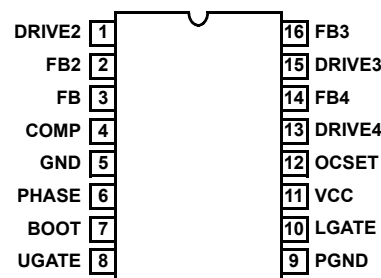 DRIVE2 1 16 FB3
FB2 2 15 DRIVE3
FB 3 14 FB4
COMP 4 13 DRIVE4
GND 5 12 OCSET
PHASE 6 11 VCC
BOOT 7 10 LGATE
UGATE 8 9 PGND